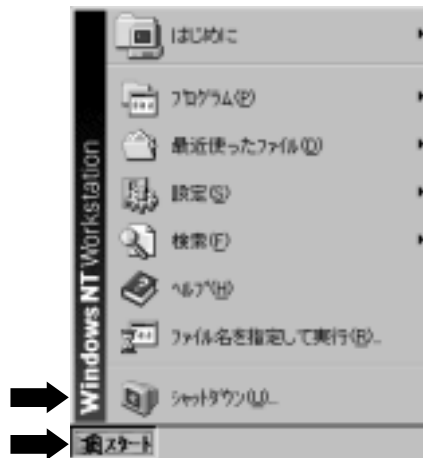 はじめに
プログラム(P)
最近使ったファイル(D)
設定(S)
検索(F)
ヘルプ(H)
ファイル名を指定して実行(R)...
シャットダウン(U)...
Windows NT Workstation
スタート